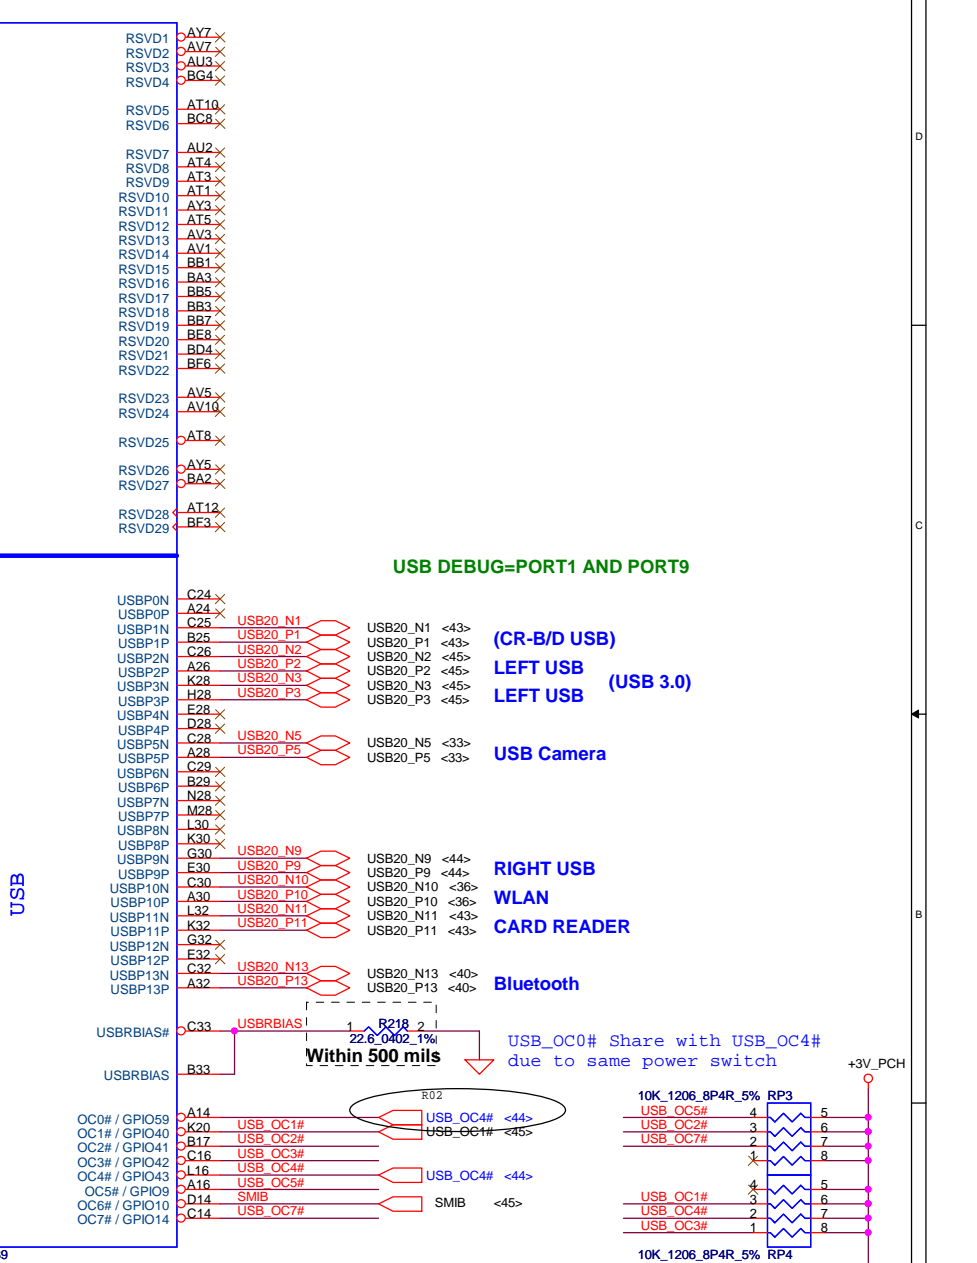 RSVD1 AY7
RSVD2 AV7
RSVD3 AU3
RSVD4 BG4
RSVD5 AT10
RSVD6 BC8
RSVD7 AU2
RSVD8 AT4
RSVD9 AT3
RSVD10 AT1
RSVD11 AY3
RSVD12 AT5
RSVD13 AV3
RSVD14 AV1
RSVD15 BB1
RSVD16 BA3
RSVD17 BB5
RSVD18 BB3
RSVD19 BB7
RSVD20 BE8
RSVD21 BD4
RSVD22 BF6
RSVD23 AV5
RSVD24 AV10
RSVD25 AT8
RSVD26 AY5
RSVD27 BA2
RSVD28 AT12
RSVD29 BF3
D
C
B
USB DEBUG=PORT1 AND PORT9
USB
USBP0N C24
USBP0P A24
USBP1N C25 USB20_N1 USB20_N1 <43>
USBP1P B25 USB20_P1 USB20_P1 <43>
(CR-B/D USB)
USBP2N C26 USB20_N2 USB20_N2 <45>
USBP2P A26 USB20_P2 USB20_P2 <45>
LEFT USB
(USB 3.0)
USBP3N K28 USB20_N3 USB20_N3 <45>
USBP3P H28 USB20_P3 USB20_P3 <45>
LEFT USB
USBP4N E28
USBP4P D28
USBP5N C28 USB20_N5 USB20_N5 <33>
USBP5P A28 USB20_P5 USB20_P5 <33>
USB Camera
USBP6N C29
USBP6P B29
USBP7N N28
USBP7P M28
USBP8N L30
USBP8P K30
USBP9N G30 USB20_N9 USB20_N9 <44>
USBP9P E30 USB20_P9 USB20_P9 <44>
RIGHT USB
USBP10N C30 USB20_N10 USB20_N10 <36>
USBP10P A30 USB20_P10 USB20_P10 <36>
WLAN
USBP11N L32 USB20_N11 USB20_N11 <43>
USBP11P K32 USB20_P11 USB20_P11 <43>
CARD READER
USBP12N G32
USBP12P E32
USBP13N C32 USB20_N13 USB20_N13 <40>
USBP13P A32 USB20_P13 USB20_P13 <40>
Bluetooth
USBRBIAS# C33 USBRBIAS 1 R218 2
22.6_0402_1%
Within 500 mils
USBRBIAS B33
USB_OC0# Share with USB_OC4#
due to same power switch
+3V_PCH
R02
OC0# / GPIO59 A14 USB_OC4# <44>
OC1# / GPIO40 K20 USB_OC1# USB_OC1# <45>
OC2# / GPIO41 B17 USB_OC2#
OC3# / GPIO42 C16 USB_OC3#
OC4# / GPIO43 L16 USB_OC4# USB_OC4# <44>
OC5# / GPIO9 A16 USB_OC5#
OC6# / GPIO10 D14 SMIB SMIB <45>
OC7# / GPIO14 C14 USB_OC7#
10K_1206_8P4R_5% RP3
USB_OC5# 4 5
USB_OC2# 3 6
USB_OC7# 2 7
1 8
4 5
USB_OC1# 3 6
USB_OC4# 2 7
USB_OC3# 1 8
10K_1206_8P4R_5% RP4